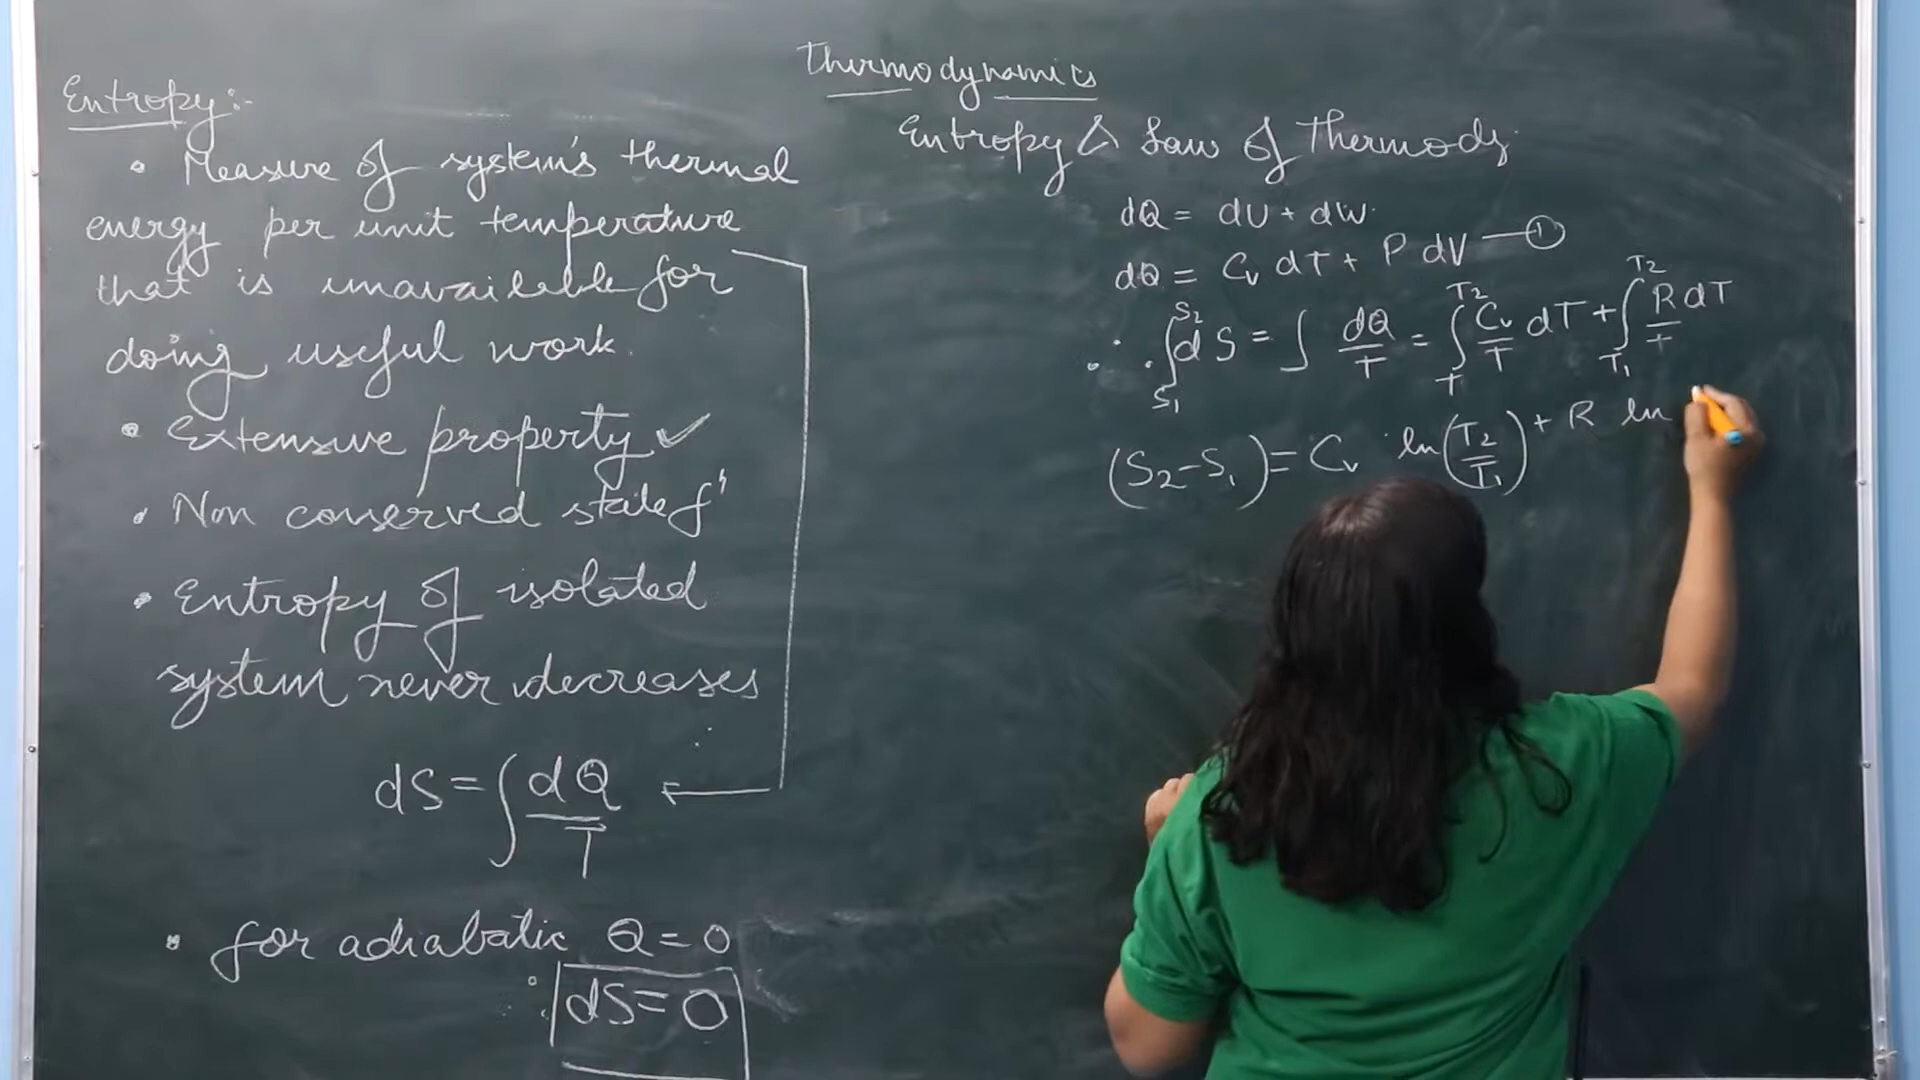 Thermodynamics
Entropy:-
• Measure of system's thermal
energy per unit temperature
that is unavailable for
doing useful work.
• Extensive property ✓
• Non conserved state fⁿ
• Entropy of isolated
system never decreases
dS = ∫ dQ/T
• for adiabatic Q = 0
∴ dS = 0
Entropy & Law of Thermody
dQ = dU + dW
dQ = Cv dT + P dV — ①
∴ ∫_{S1}^{S2} dS = ∫ dQ/T = ∫_{T}^{T2} Cv/T dT + ∫_{T1}^{T2} R/T dT
(S2 - S1) = Cv ln(T2/T1) + R ln